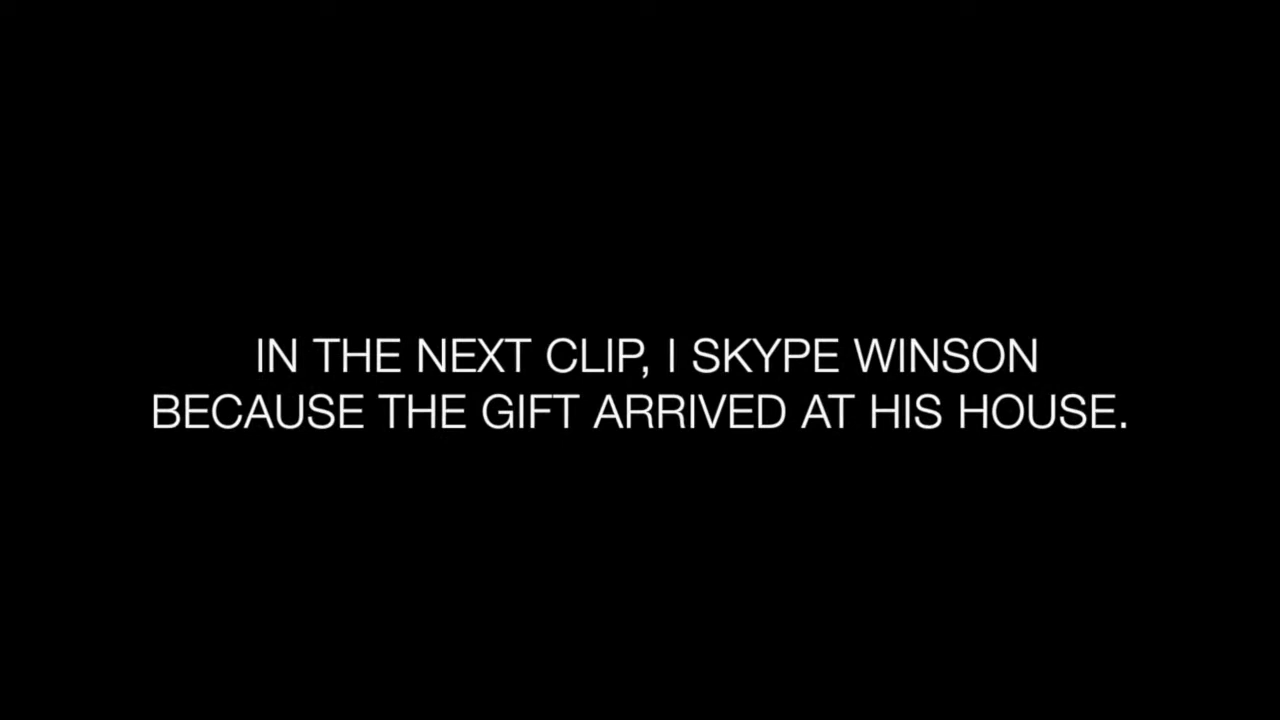 IN THE NEXT CLIP, I SKYPE WINSON
BECAUSE THE GIFT ARRIVED AT HIS HOUSE.